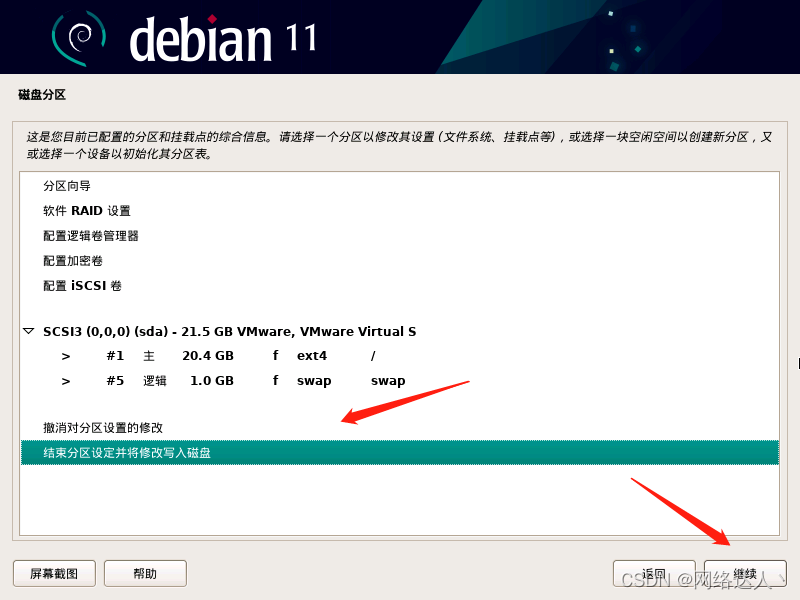 debian 11
磁盘分区
这是您目前已配置的分区和挂载点的综合信息。请选择一个分区以修改其设置 (文件系统、挂载点等)，或选择一块空闲空间以创建新分区，又
或选择一个设备以初始化其分区表。
分区向导
软件 RAID 设置
配置逻辑卷管理器
配置加密卷
配置 iSCSI 卷
SCSI3 (0,0,0) (sda) - 21.5 GB VMware, VMware Virtual S
> #1 主 20.4 GB f ext4 /
> #5 逻辑 1.0 GB f swap swap
撤消对分区设置的修改
结束分区设定并将修改写入磁盘
屏幕截图 帮助 返回 继续
CSDN @网络达人